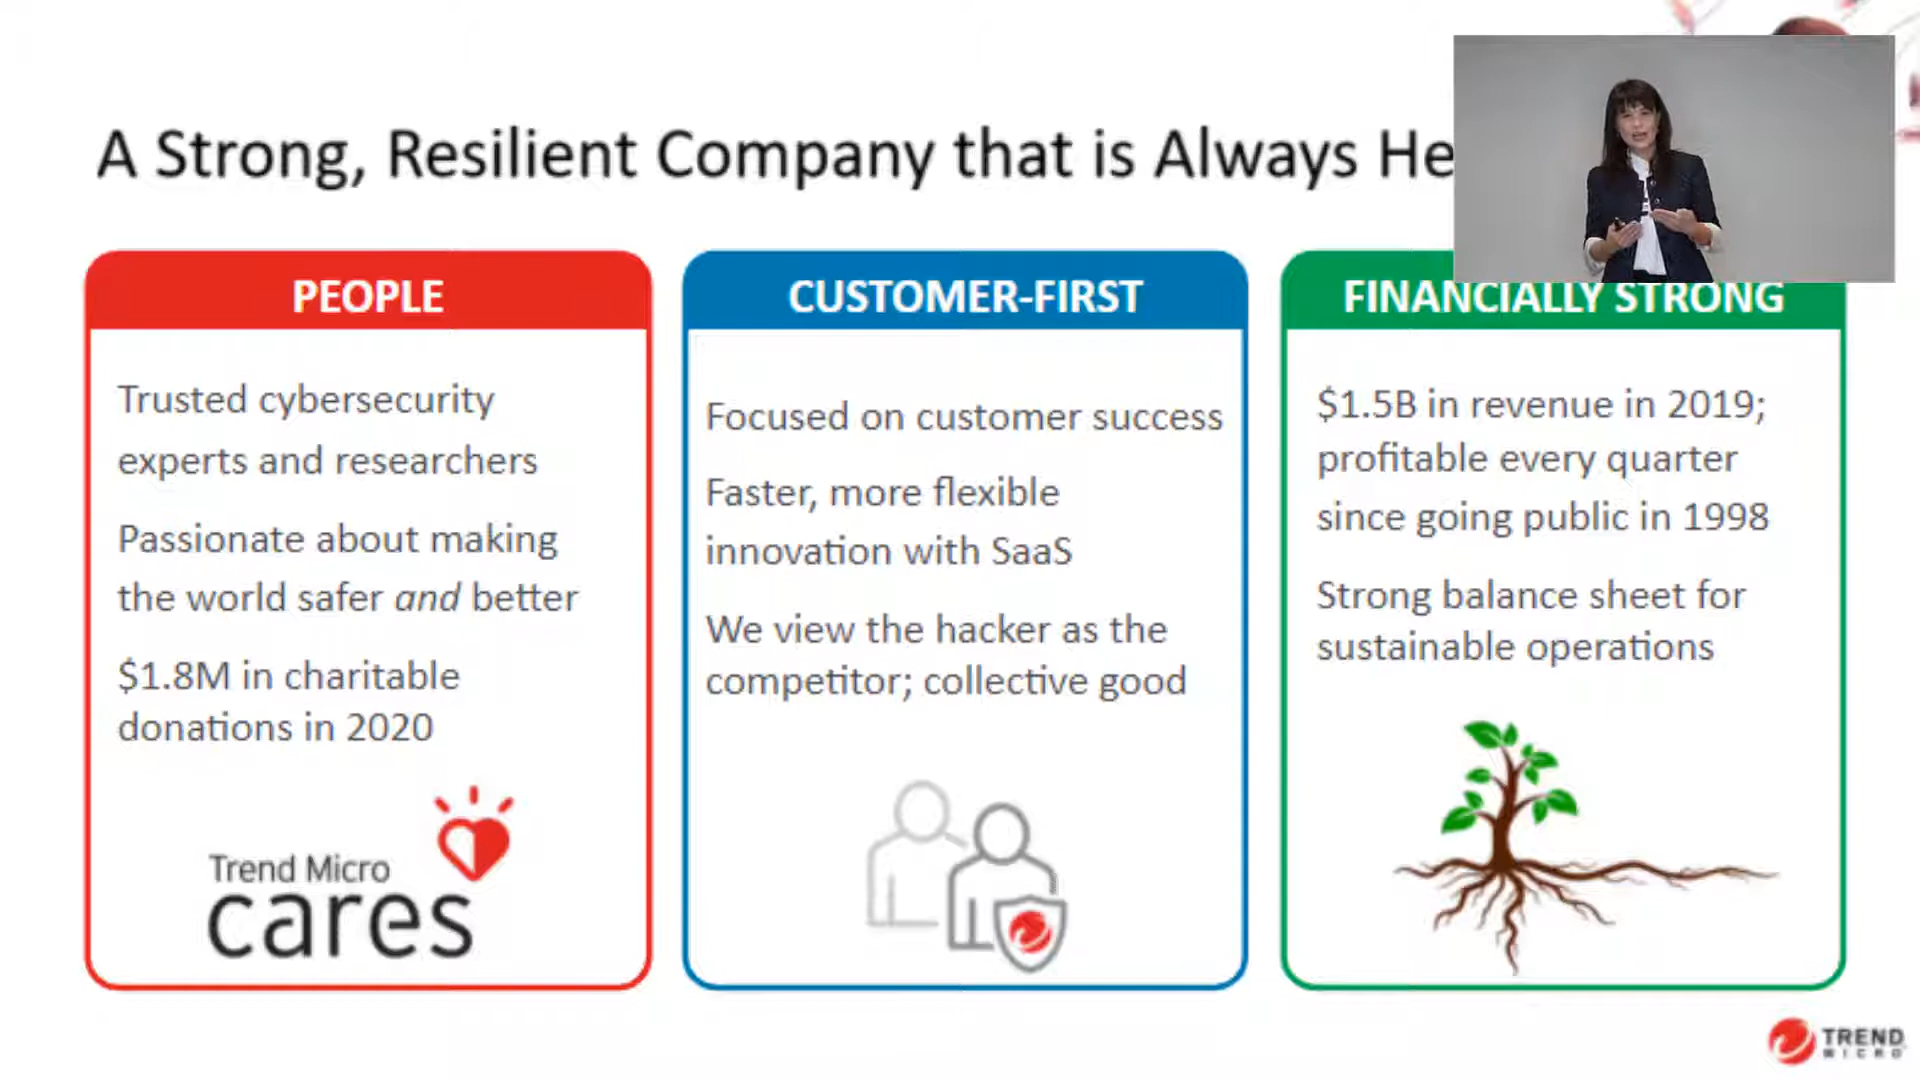 A Strong, Resilient Company that is Always He
PEOPLE
Trusted cybersecurity
experts and researchers
Passionate about making
the world safer and better
$1.8M in charitable
donations in 2020
Trend Micro
cares
CUSTOMER-FIRST
Focused on customer success
Faster, more flexible
innovation with SaaS
We view the hacker as the
competitor; collective good
FINANCIALLY STRONG
$1.5B in revenue in 2019;
profitable every quarter
since going public in 1998
Strong balance sheet for
sustainable operations
TREND
MICRO